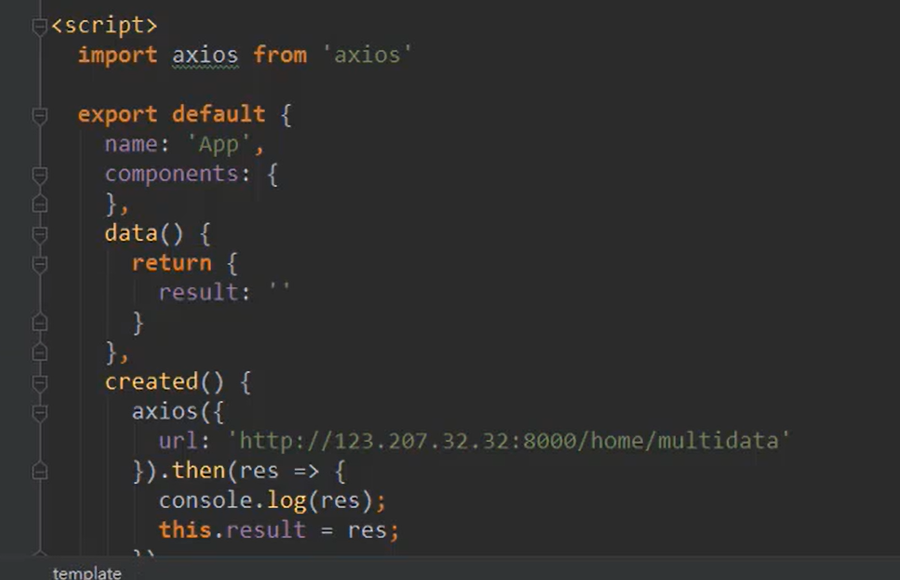 <script>
import axios from 'axios'
export default {
name: 'App',
components: {
},
data() {
return {
result: ''
}
},
created() {
axios({
url: 'http://123.207.32.32:8000/home/multidata'
}).then(res => {
console.log(res);
this.result = res;
})
template